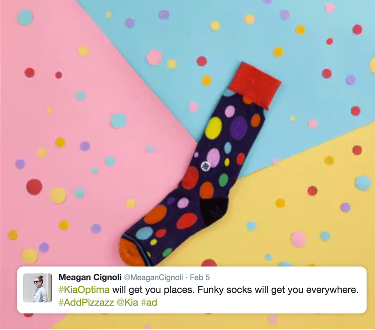 Meagan Cignoli @MeaganCignoli · Feb 5
#KiaOptima will get you places. Funky socks will get you everywhere.
#AddPizzazz @Kia #ad